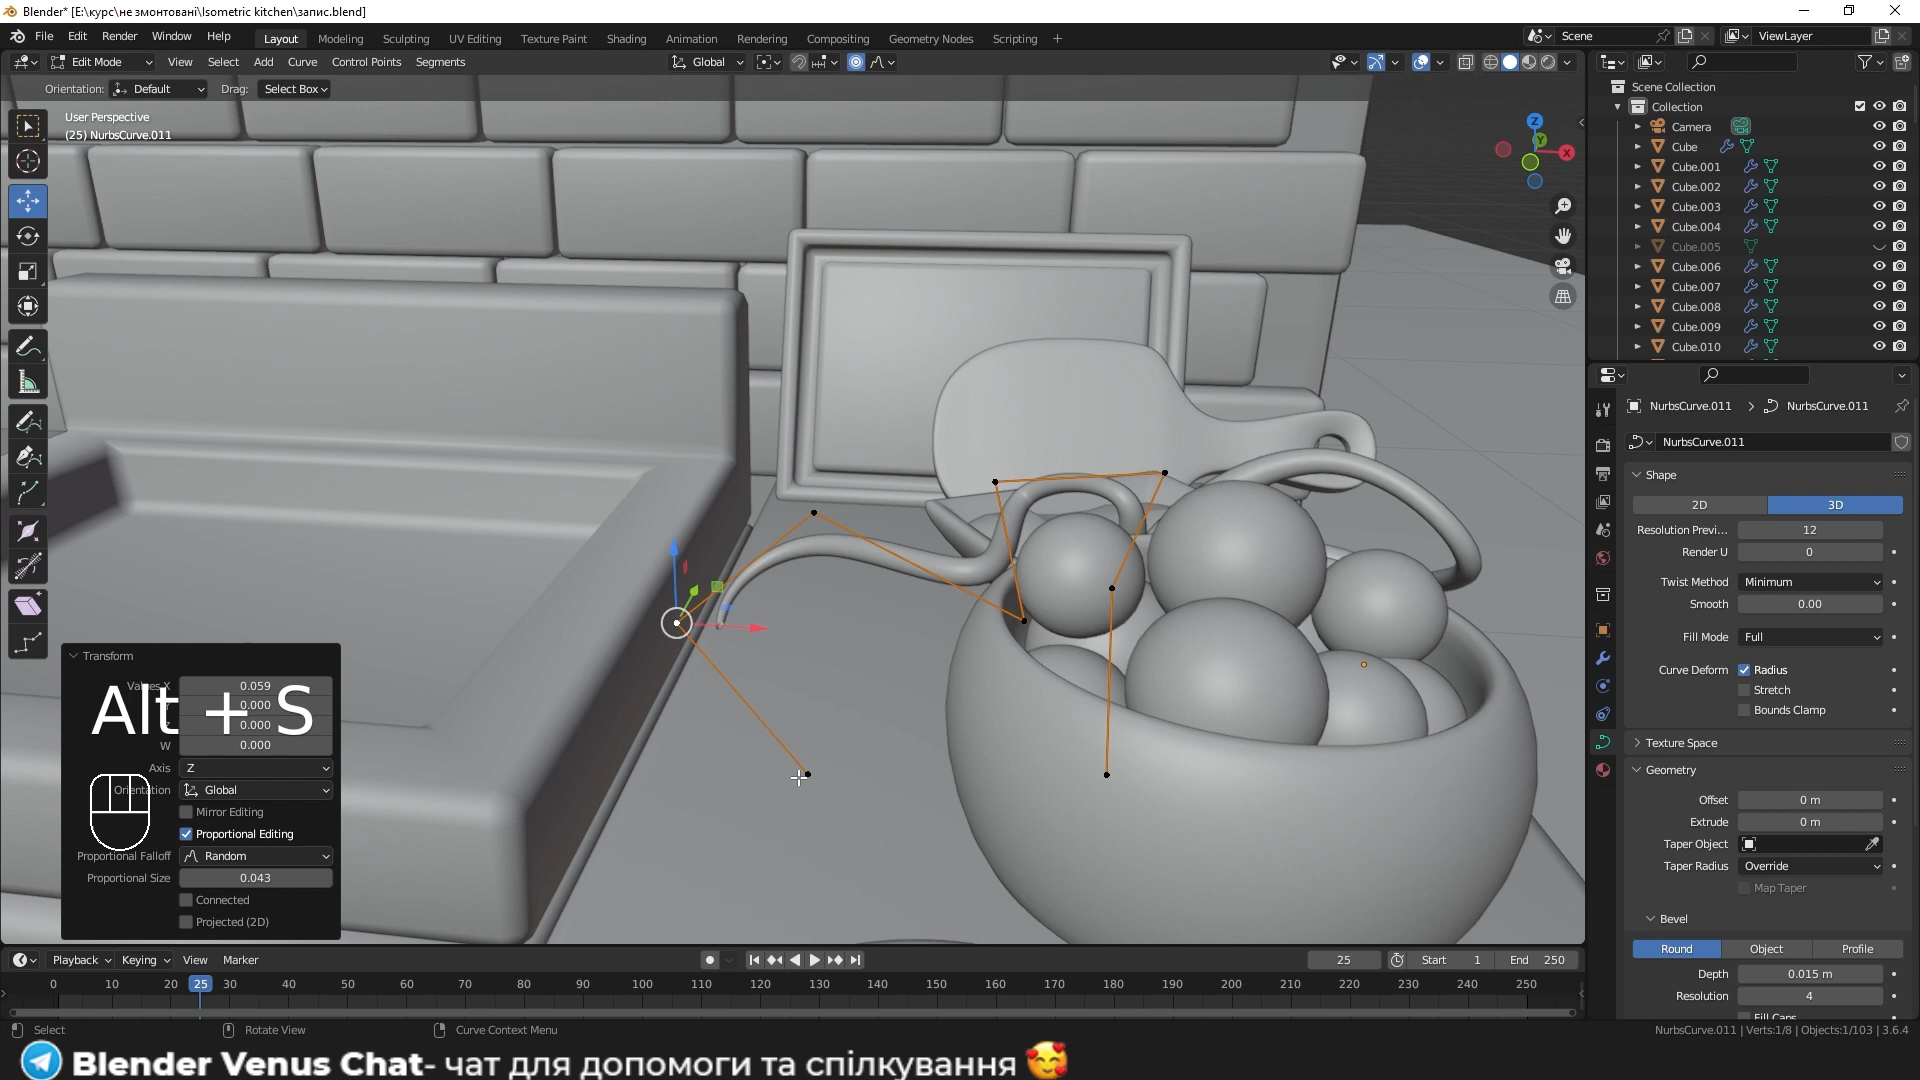 Blender* [E:\курс\не змонтовані\Isometric kitchen\запис.blend]
File Edit Render Window Help Layout Modeling Sculpting UV Editing Texture Paint Shading Animation Rendering Compositing Geometry Nodes Scripting + Scene ViewLayer
Edit Mode View Select Add Curve Control Points Segments Global
Orientation: Default Drag: Select Box
User Perspective
(25) NurbsCurve.011
Z
Y
X
Scene Collection
Collection
Camera
Cube
Cube.001
Cube.002
Cube.003
Cube.004
Cube.005
Cube.006
Cube.007
Cube.008
Cube.009
Cube.010
NurbsCurve.011 > NurbsCurve.011
NurbsCurve.011
Shape
2D 3D
Resolution Previ... 12
Render U 0
Twist Method Minimum
Smooth 0.00
Fill Mode Full
Curve Deform Radius
Stretch
Bounds Clamp
Texture Space
Geometry
Offset 0 m
Extrude 0 m
Taper Object
Taper Radius Override
Map Taper
Bevel
Round Object Profile
Depth 0.015 m
Resolution 4
Fill Caps
Transform
Values X 0.059
0.000
0.000
W 0.000
Alt + S
Axis Z
Orientation Global
Mirror Editing
Proportional Editing
Proportional Falloff Random
Proportional Size 0.043
Connected
Projected (2D)
Playback Keying View Marker 25 Start 1 End 250
0 10 20 25 30 40 50 60 70 80 90 100 110 120 130 140 150 160 170 180 190 200 210 220 230 240 250
Select Rotate View Curve Context Menu NurbsCurve.011 | Verts:1/8 | Objects:1/103 | 3.6.4
Blender Venus Chat- чат для допомоги та спілкування 🥰